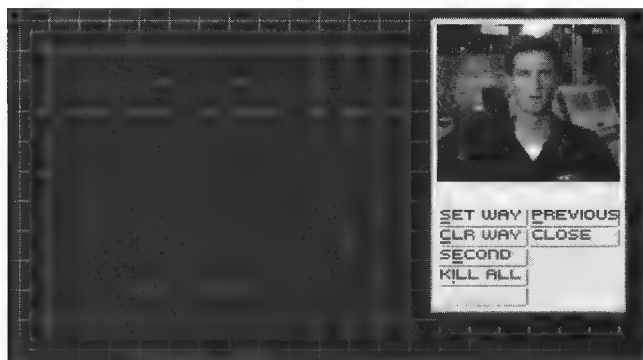 SET WAY PREVIOUS
CLR WAY CLOSE
SECOND
KILL ALL